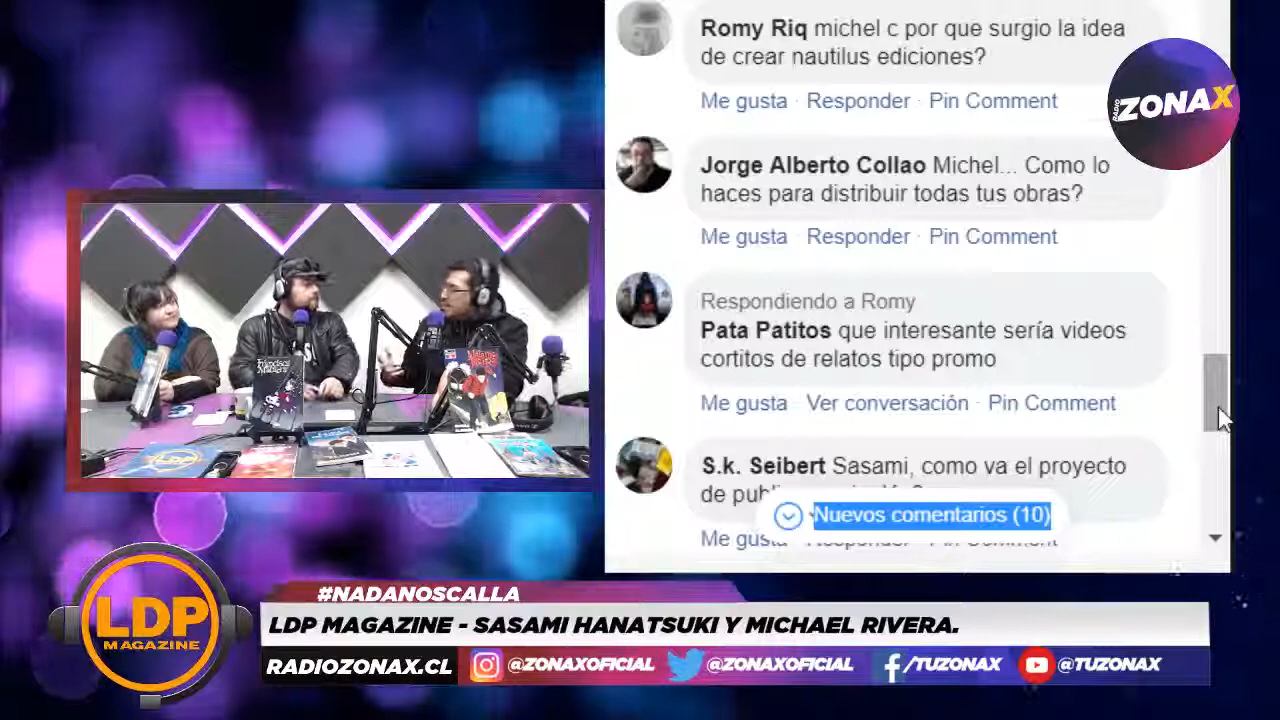 Romy Riq michel c por que surgio la idea
de crear nautilus ediciones?
Me gusta · Responder · Pin Comment
RADIO ZONAX
Jorge Alberto Collao Michel... Como lo
haces para distribuir todas tus obras?
Me gusta · Responder · Pin Comment
Respondiendo a Romy
Pata Patitos que interesante sería videos
cortitos de relatos tipo promo
Me gusta · Ver conversación · Pin Comment
S.k. Seibert Sasami, como va el proyecto
de
Nuevos comentarios (10)
Me gusta · Responder · Pin Comment
LDP
#NADANOSCALLA
LDP MAGAZINE - SASAMI HANATSUKI Y MICHAEL RIVERA.
LDP
MAGAZINE
RADIOZONAX.CL @ZONAXOFICIAL @ZONAXOFICIAL /TUZONAX @TUZONAX